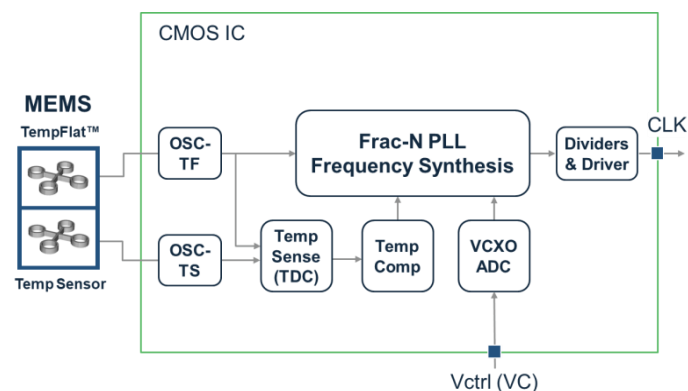 CMOS IC
MEMS
TempFlat™
Temp Sensor
OSC-
TF
OSC-
TS
Frac-N PLL
Frequency Synthesis
Dividers
& Driver
CLK
Temp
Sense
(TDC)
Temp
Comp
VCXO
ADC
Vctrl (VC)